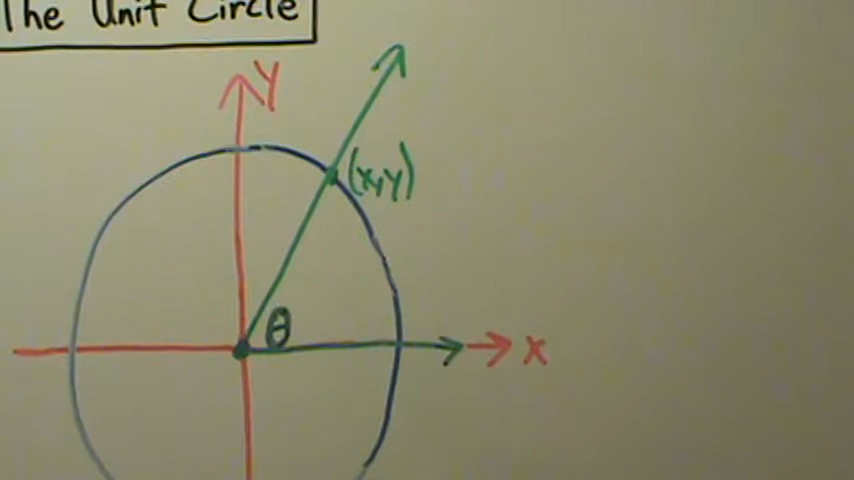 The Unit Circle
Y
(x,y)
θ
X